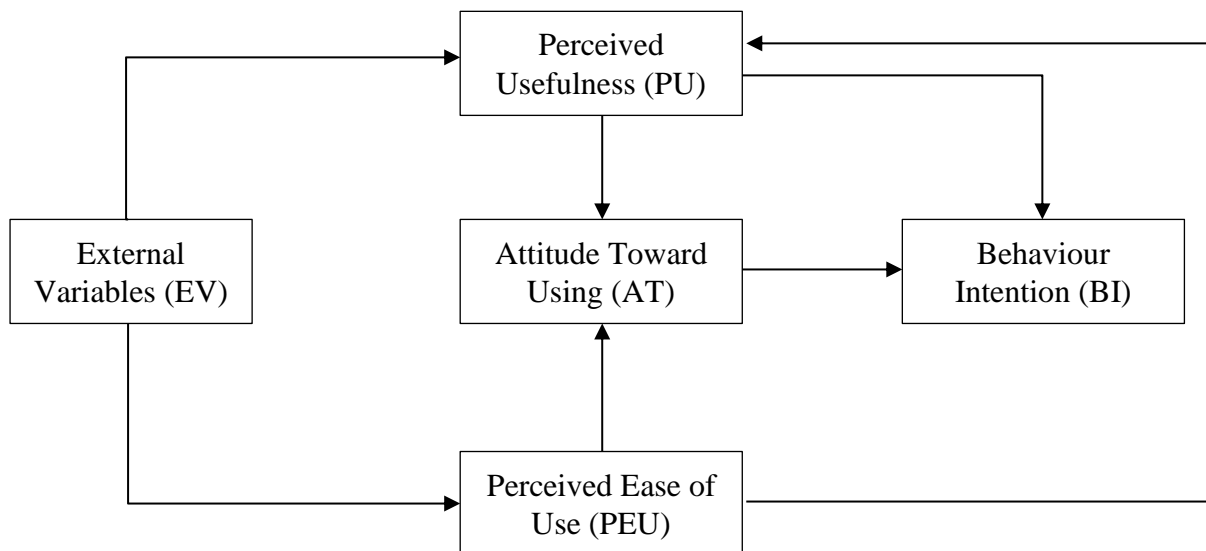 Perceived
Usefulness (PU)
External
Variables (EV)
Attitude Toward
Using (AT)
Behaviour
Intention (BI)
Perceived Ease of
Use (PEU)